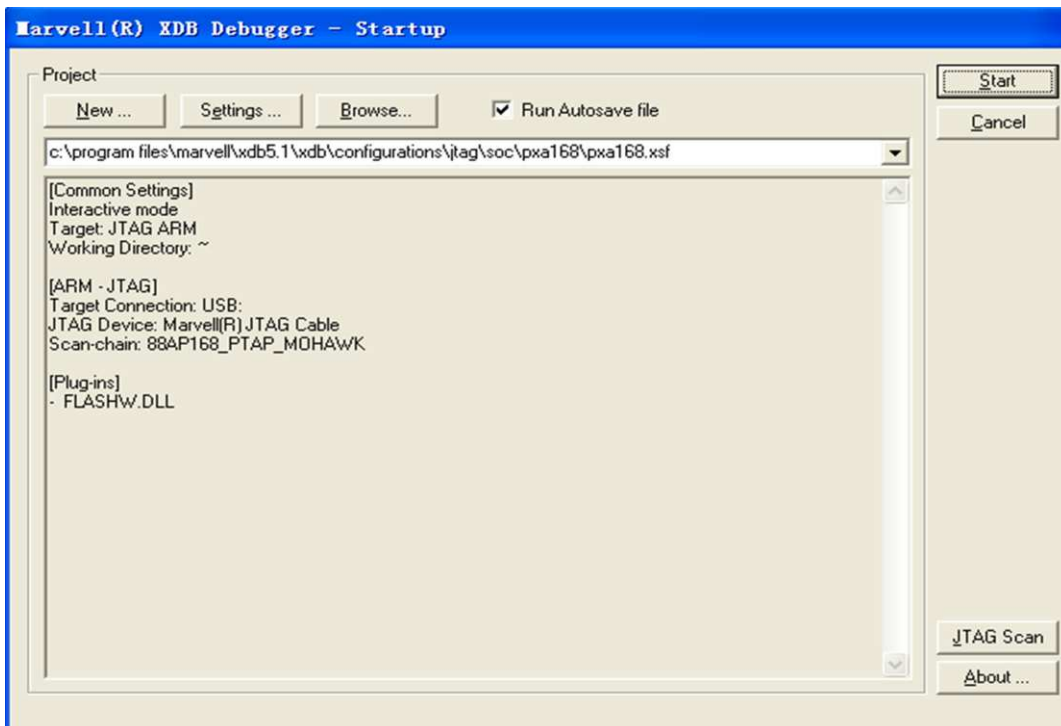 Marvell(R) XDB Debugger - Startup
Project
New ...
Settings ...
Browse...
Run Autosave file
Start
Cancel
c:\program files\marvell\xdb5.1\xdb\configurations\jtag\soc\pxa168\pxa168.xsf
[Common Settings]
Interactive mode
Target: JTAG ARM
Working Directory: ~
[ARM - JTAG]
Target Connection: USB:
JTAG Device: Marvell(R) JTAG Cable
Scan-chain: 88AP168_PTAP_MOHAWK
[Plug-ins]
- FLASHW.DLL
JTAG Scan
About ...